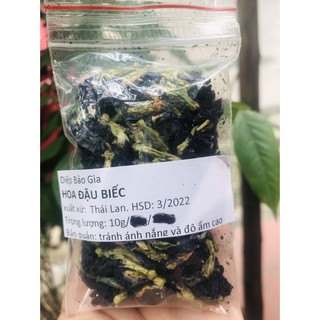 Diệp Bảo Gia
HOA ĐẬU BIẾC
xuất xứ: Thái Lan. HSD: 3/2022
Trọng lượng: 10g/
Bảo quản: tránh ánh nắng và độ ẩm cao